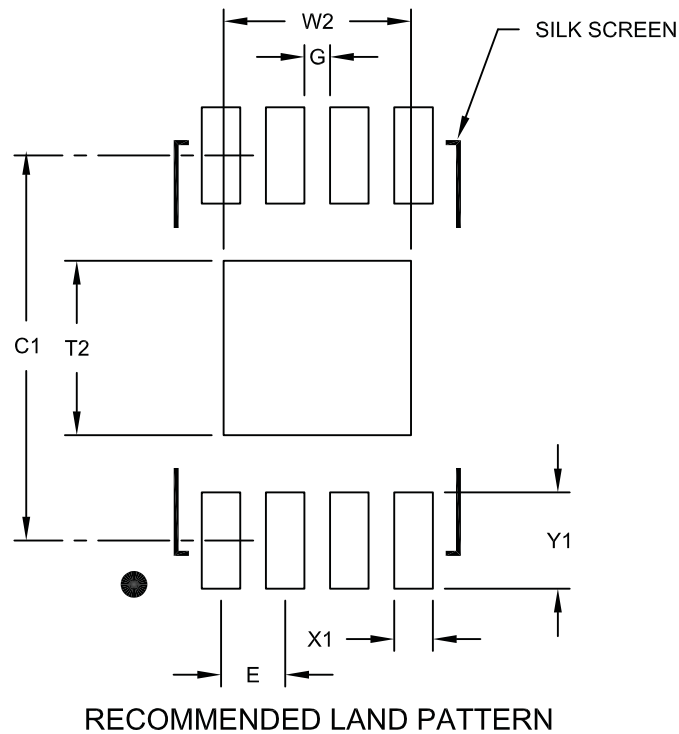 W2
SILK SCREEN
G
C1
T2
Y1
X1
E
RECOMMENDED LAND PATTERN